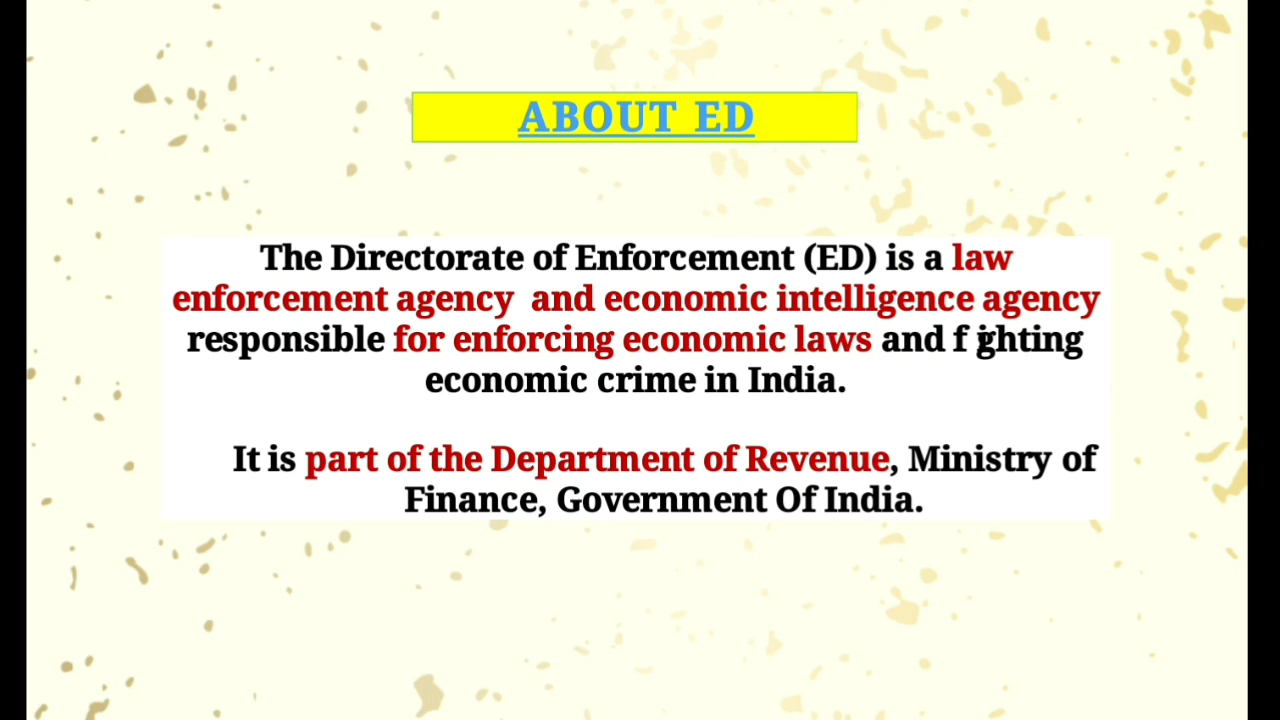 ABOUT ED
The Directorate of Enforcement (ED) is a law
enforcement agency and economic intelligence agency
responsible for enforcing economic laws and fighting
economic crime in India.
It is part of the Department of Revenue, Ministry of
Finance, Government Of India.